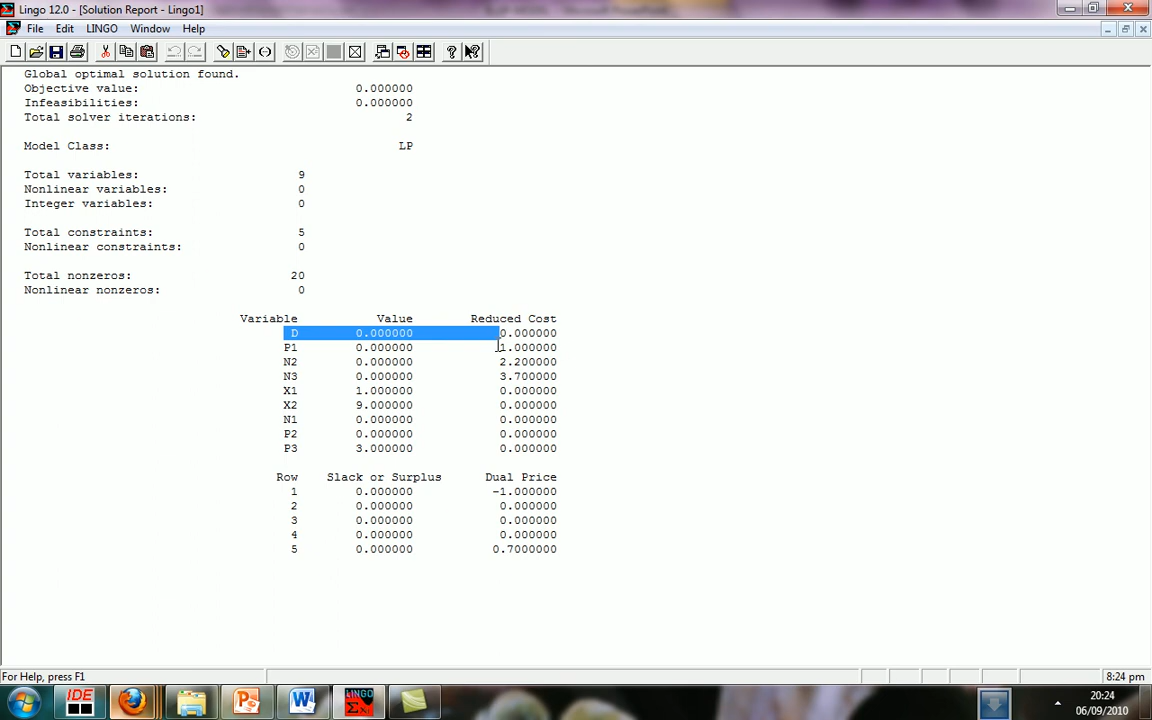 Lingo 12.0 - [Solution Report - Lingo1]
File Edit LINGO Window Help
Global optimal solution found.
Objective value: 0.000000
Infeasibilities: 0.000000
Total solver iterations: 2
Model Class: LP
Total variables: 9
Nonlinear variables: 0
Integer variables: 0
Total constraints: 5
Nonlinear constraints: 0
Total nonzeros: 20
Nonlinear nonzeros: 0
Variable Value Reduced Cost
D 0.000000 0.000000
P1 0.000000 1.000000
N2 0.000000 2.200000
N3 0.000000 3.700000
X1 1.000000 0.000000
X2 9.000000 0.000000
N1 0.000000 0.000000
P2 0.000000 0.000000
P3 3.000000 0.000000
Row Slack or Surplus Dual Price
1 0.000000 -1.000000
2 0.000000 0.000000
3 0.000000 0.000000
4 0.000000 0.000000
5 0.000000 0.7000000
For Help, press F1 8:24 pm
IDE LINGO 20:24
06/09/2010